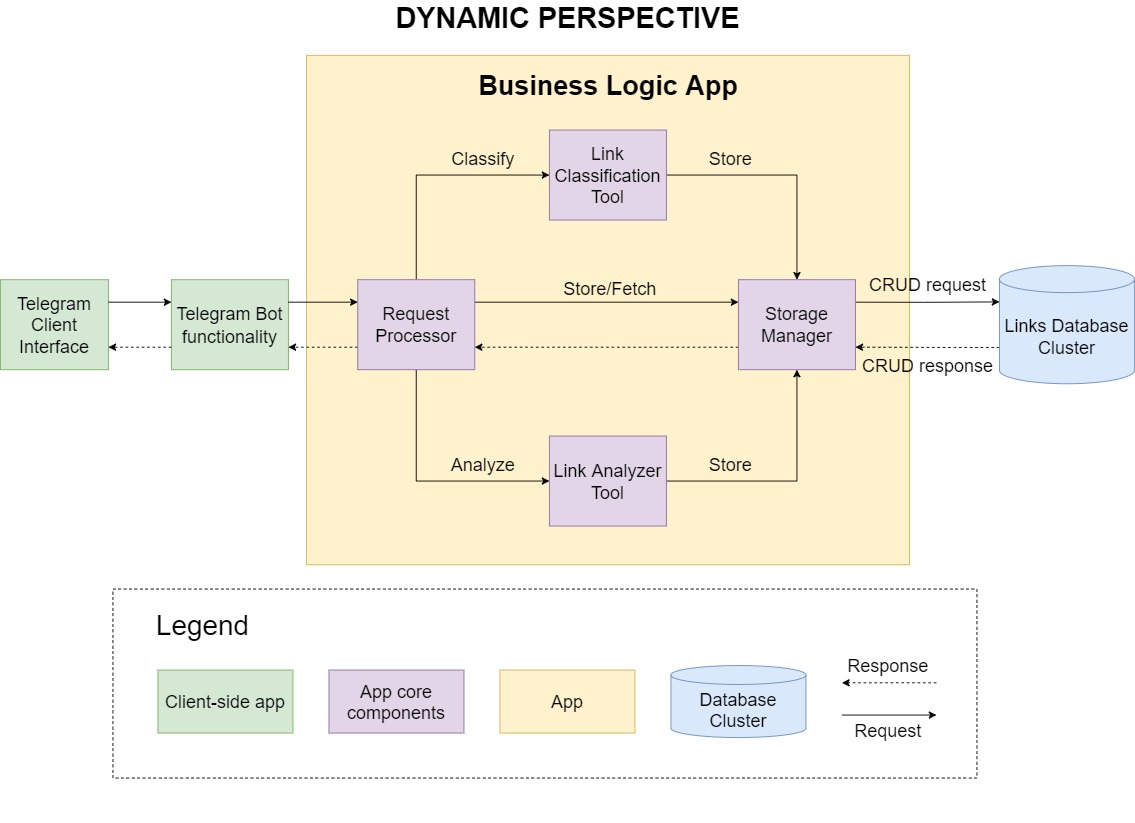 DYNAMIC PERSPECTIVE
Business Logic App
Classify
Link
Classification
Tool
Store
Telegram
Client
Interface
Telegram Bot
functionality
Request
Processor
Store/Fetch
Storage
Manager
CRUD request
CRUD response
Links Database
Cluster
Analyze
Link Analyzer
Tool
Store
Legend
Client-side app
App core
components
App
Database
Cluster
Response
Request